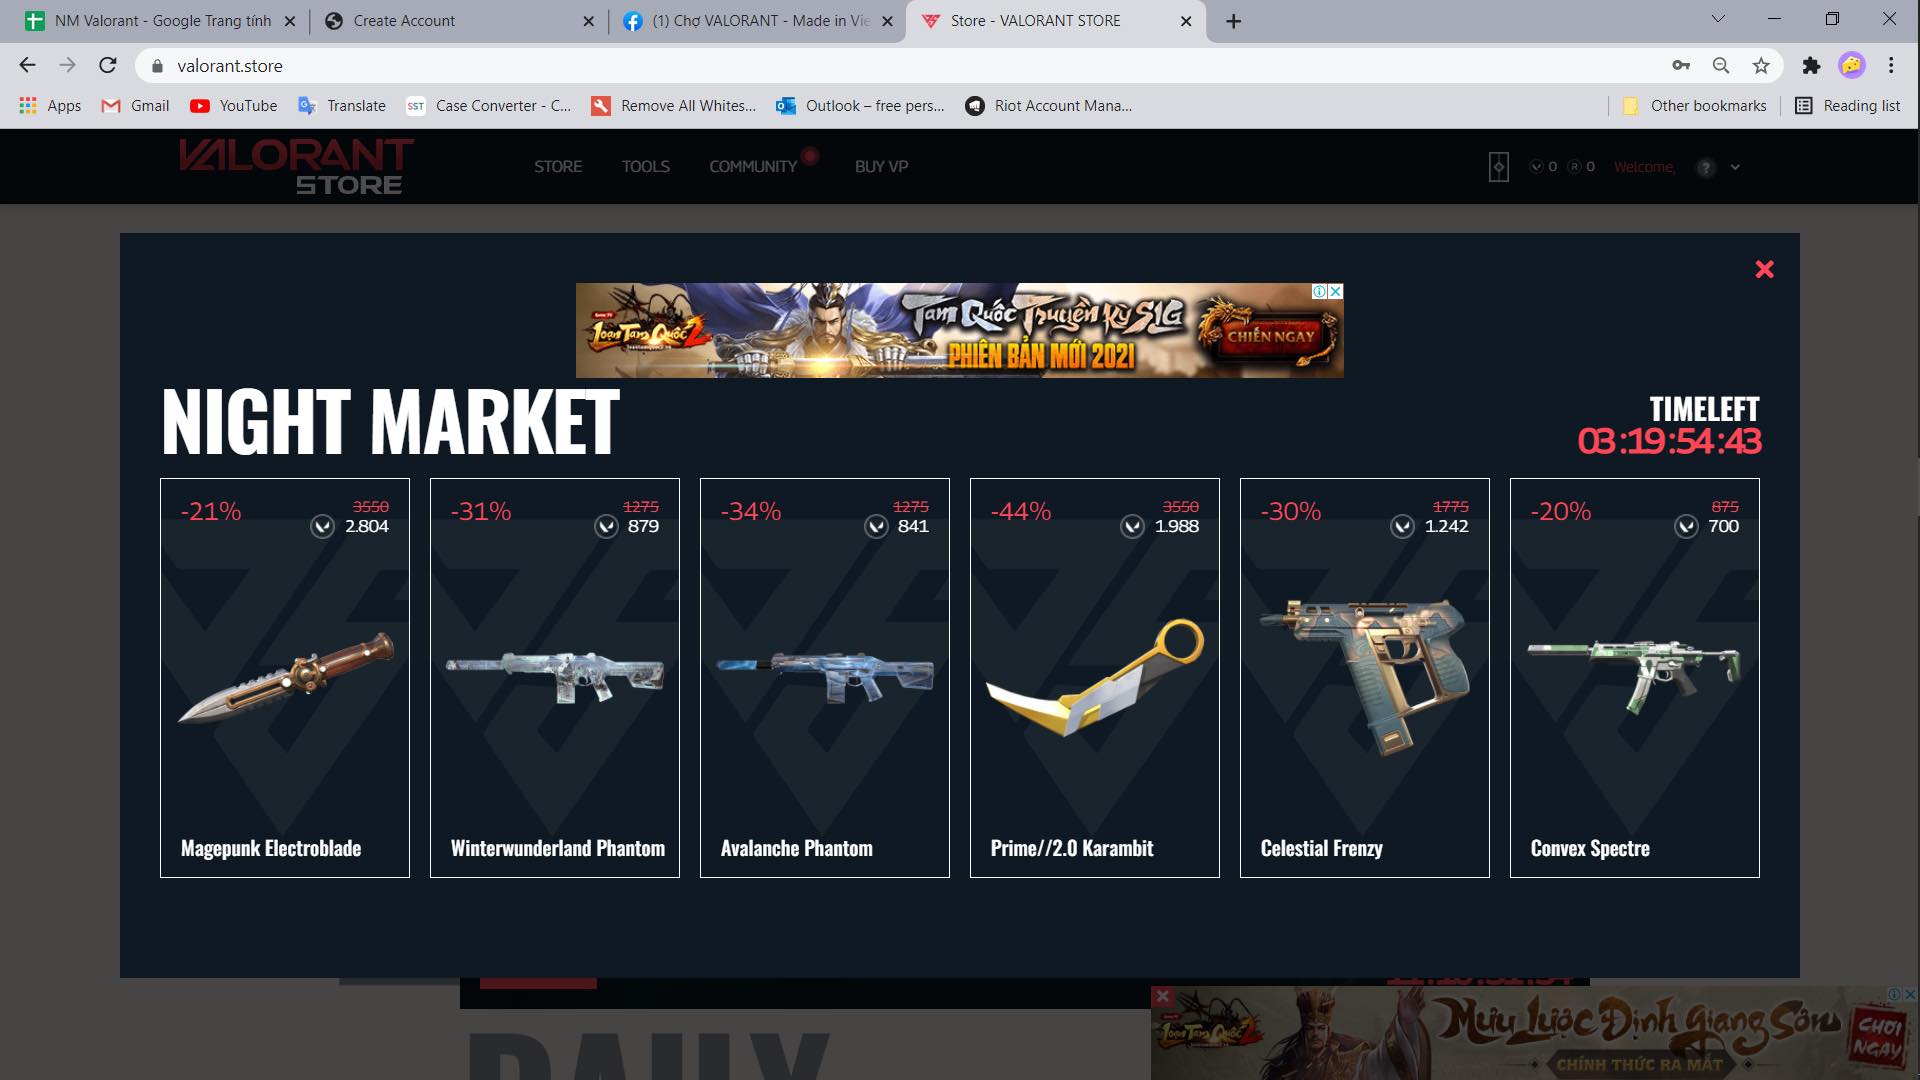 NM Valorant - Google Trang tính
Create Account
(1) Chợ VALORANT - Made in Vie
Store - VALORANT STORE
valorant.store
Apps
Gmail
YouTube
Translate
SST
Case Converter - C...
Remove All Whites...
Outlook – free pers...
Riot Account Mana...
Other bookmarks
Reading list
VALORANT
STORE
STORE
TOOLS
COMMUNITY
BUY VP
0
R 0
Welcome,
?
Loạn Tam Quốc 2
Tam Quốc Truyền Kỳ S1G
PHIÊN BẢN MỚI 2021
CHIẾN NGAY
NIGHT MARKET
TIMELEFT
03:19:54:43
-21%
3550
2.804
Magepunk Electroblade
-31%
1275
879
Winterwunderland Phantom
-34%
1275
841
Avalanche Phantom
-44%
3550
1.988
Prime//2.0 Karambit
-30%
1775
1.242
Celestial Frenzy
-20%
875
700
Convex Spectre
DAILY
Loạn Tam Quốc 2
Mưu Lược Định Giang Sơn
CHÍNH THỨC RA MẮT
CHƠI NGAY